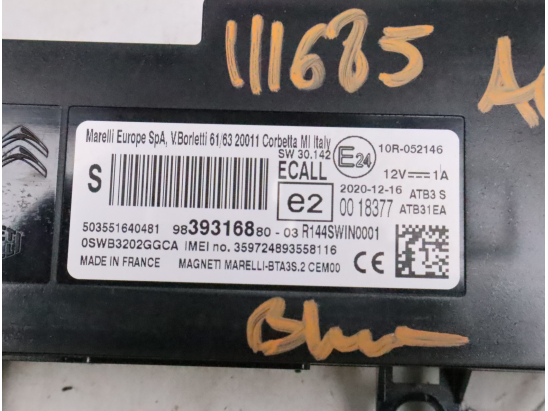 111685
Marelli Europe SpA, V.Borletti 61/63 20011 Corbetta MI Italy
SW 30.142
E24
10R-052146
S
ECALL
12V⎓1A
e2
2020-12-16
ATB3 S
00 18377
ATB31EA
503551640481
9839316880-03
R144SWIN0001
0SWB3202GGCA
IMEI no. 359724893558116
MADE IN FRANCE
MAGNETI MARELLI-BTA3S.2 CEM00
CE